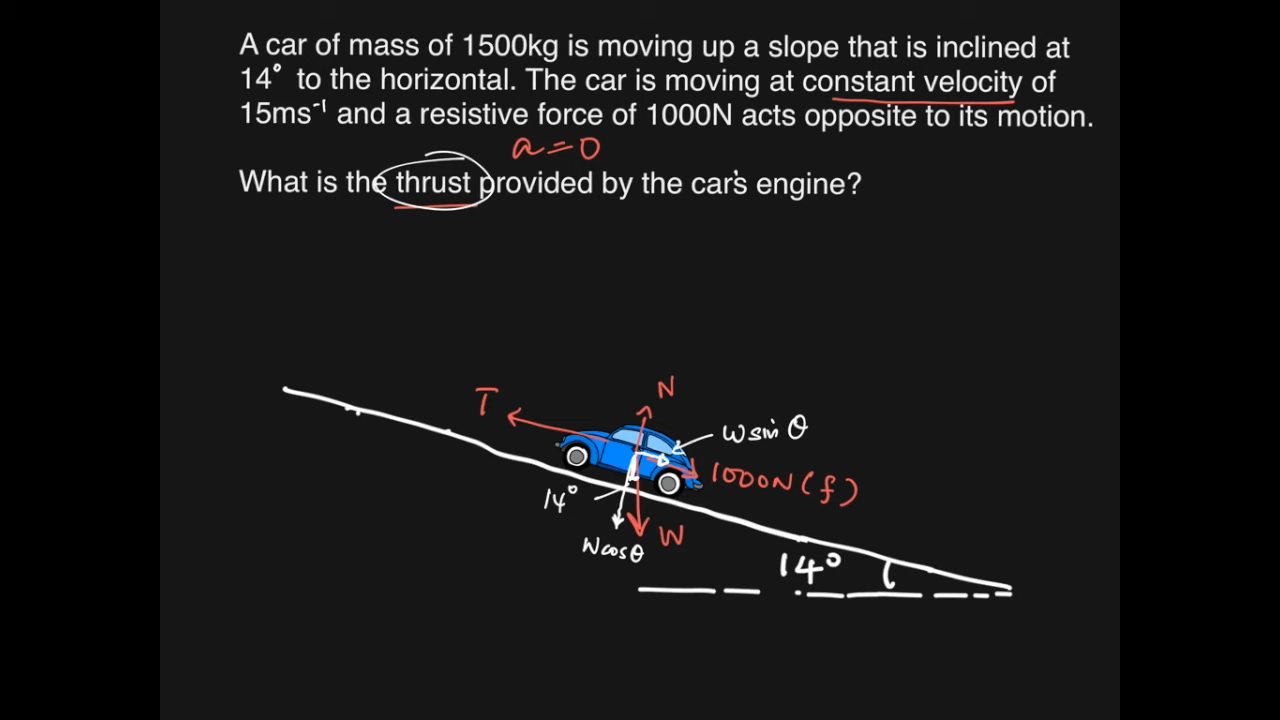 A car of mass of 1500kg is moving up a slope that is inclined at
14° to the horizontal. The car is moving at constant velocity of
15ms⁻¹ and a resistive force of 1000N acts opposite to its motion.
a = 0
What is the thrust provided by the car's engine?
N
T
W sin θ
1000N (f)
14°
W
W cos θ
14°